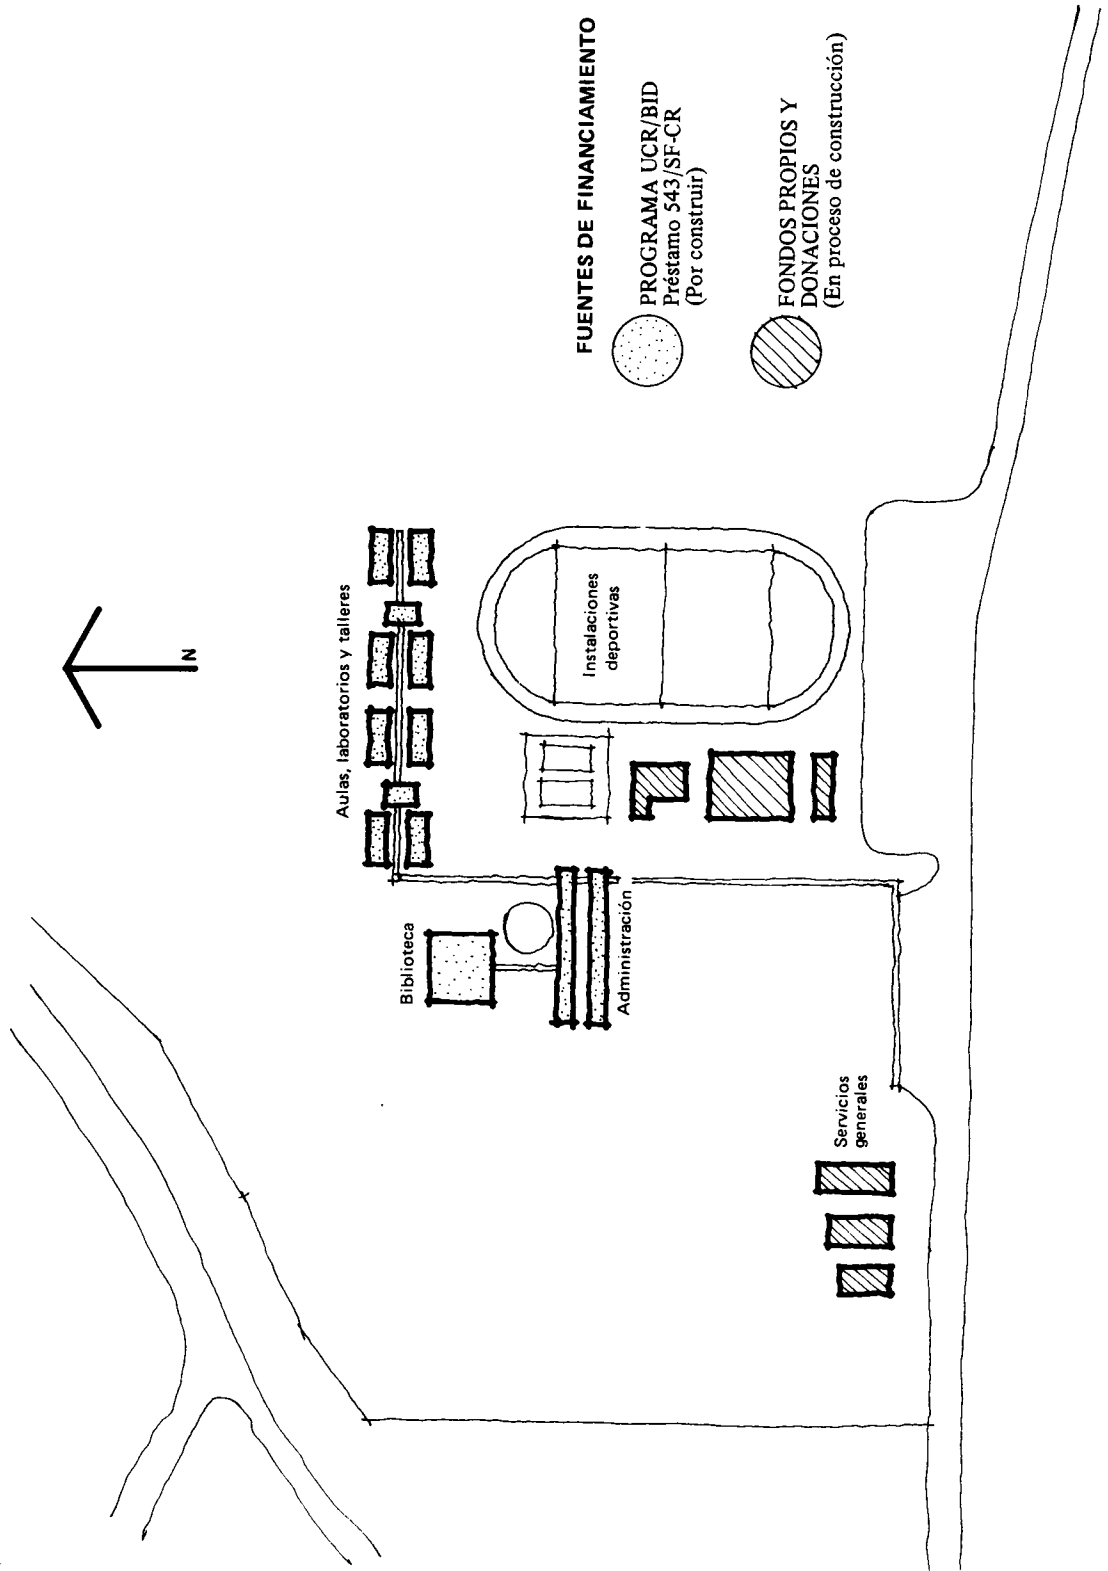 N
Aulas, laboratorios y talleres
Biblioteca
Administración
Instalaciones
deportivas
Servicios
generales
FUENTES DE FINANCIAMIENTO
PROGRAMA UCR/BID
Préstamo 543/SF-CR
(Por construir)
FONDOS PROPIOS Y
DONACIONES
(En proceso de construcción)